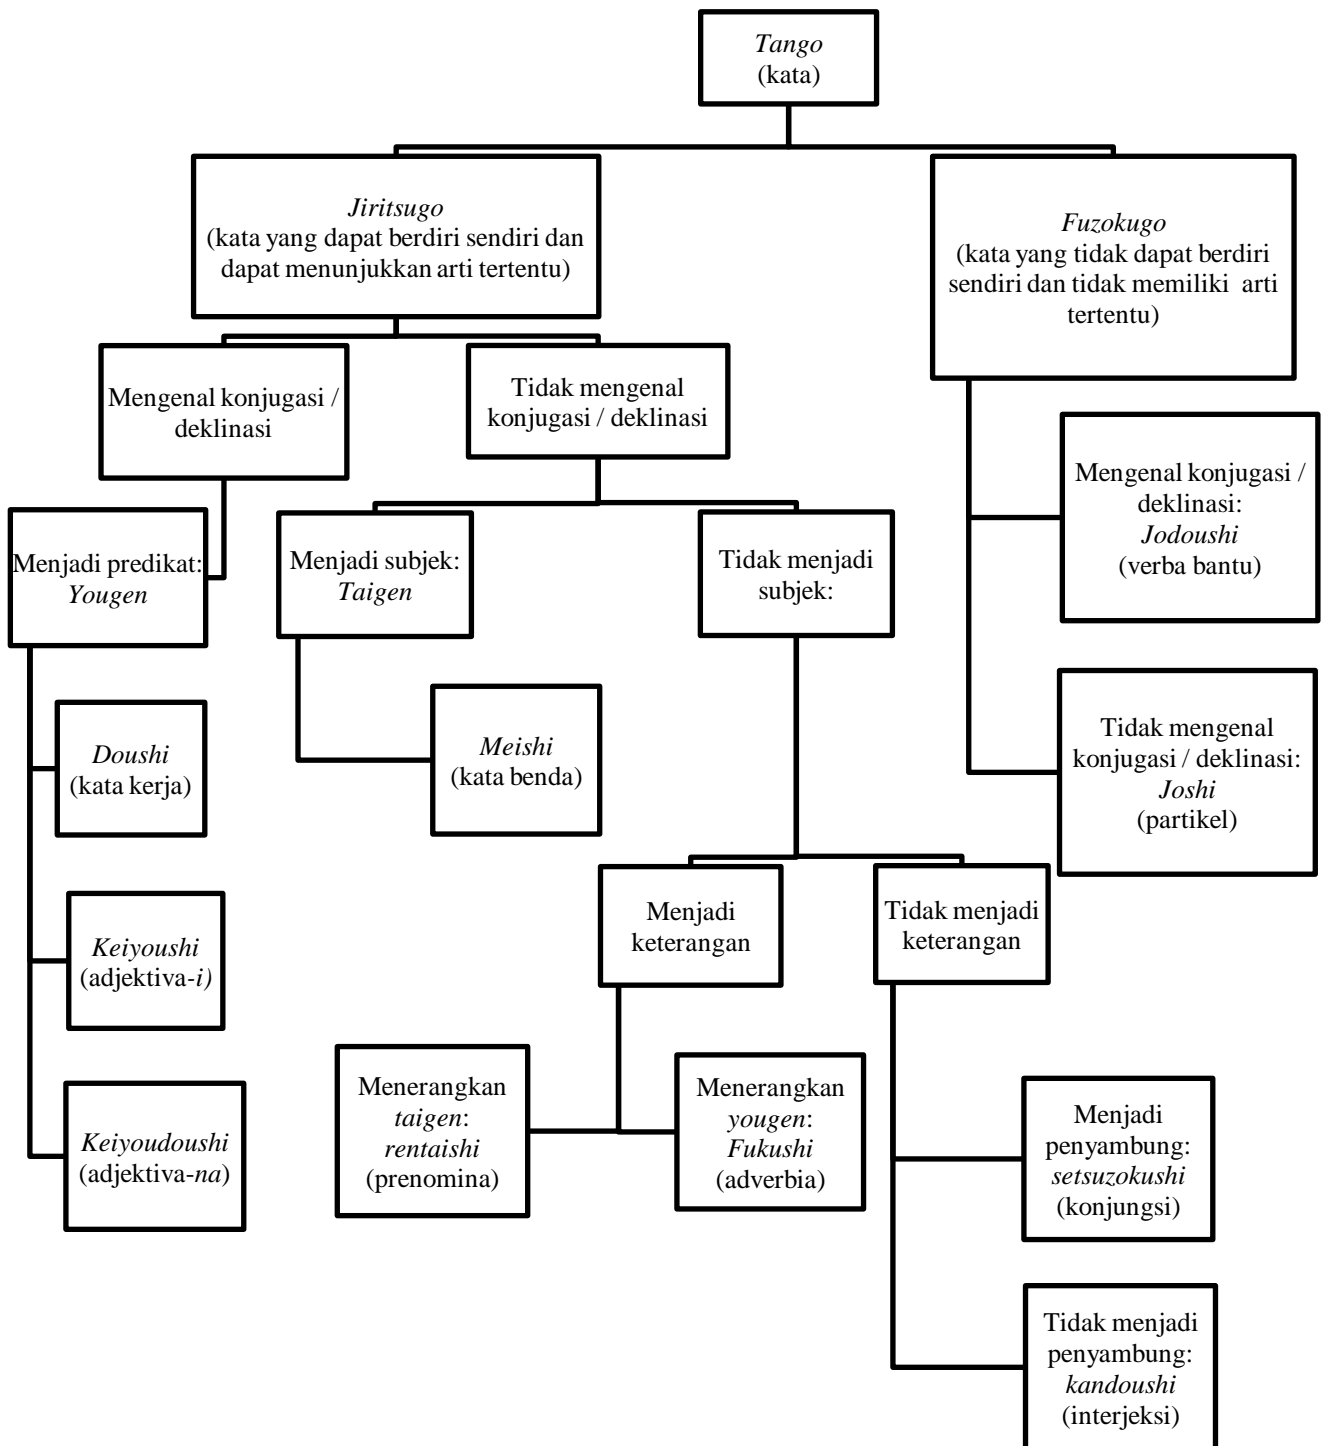 Tango
(kata)
Jiritsugo
(kata yang dapat berdiri sendiri dan
dapat menunjukkan arti tertentu)
Fuzokugo
(kata yang tidak dapat berdiri
sendiri dan tidak memiliki arti
tertentu)
Mengenal konjugasi /
deklinasi
Tidak mengenal
konjugasi / deklinasi
Mengenal konjugasi /
deklinasi:
Jodoushi
(verba bantu)
Menjadi predikat:
Yougen
Menjadi subjek:
Taigen
Tidak menjadi
subjek:
Doushi
(kata kerja)
Meishi
(kata benda)
Tidak mengenal
konjugasi / deklinasi:
Joshi
(partikel)
Keiyoushi
(adjektiva-i)
Menjadi
keterangan
Tidak menjadi
keterangan
Keiyoudoushi
(adjektiva-na)
Menerangkan
taigen:
rentaishi
(prenomina)
Menerangkan
yougen:
Fukushi
(adverbia)
Menjadi
penyambung:
setsuzokushi
(konjungsi)
Tidak menjadi
penyambung:
kandoushi
(interjeksi)